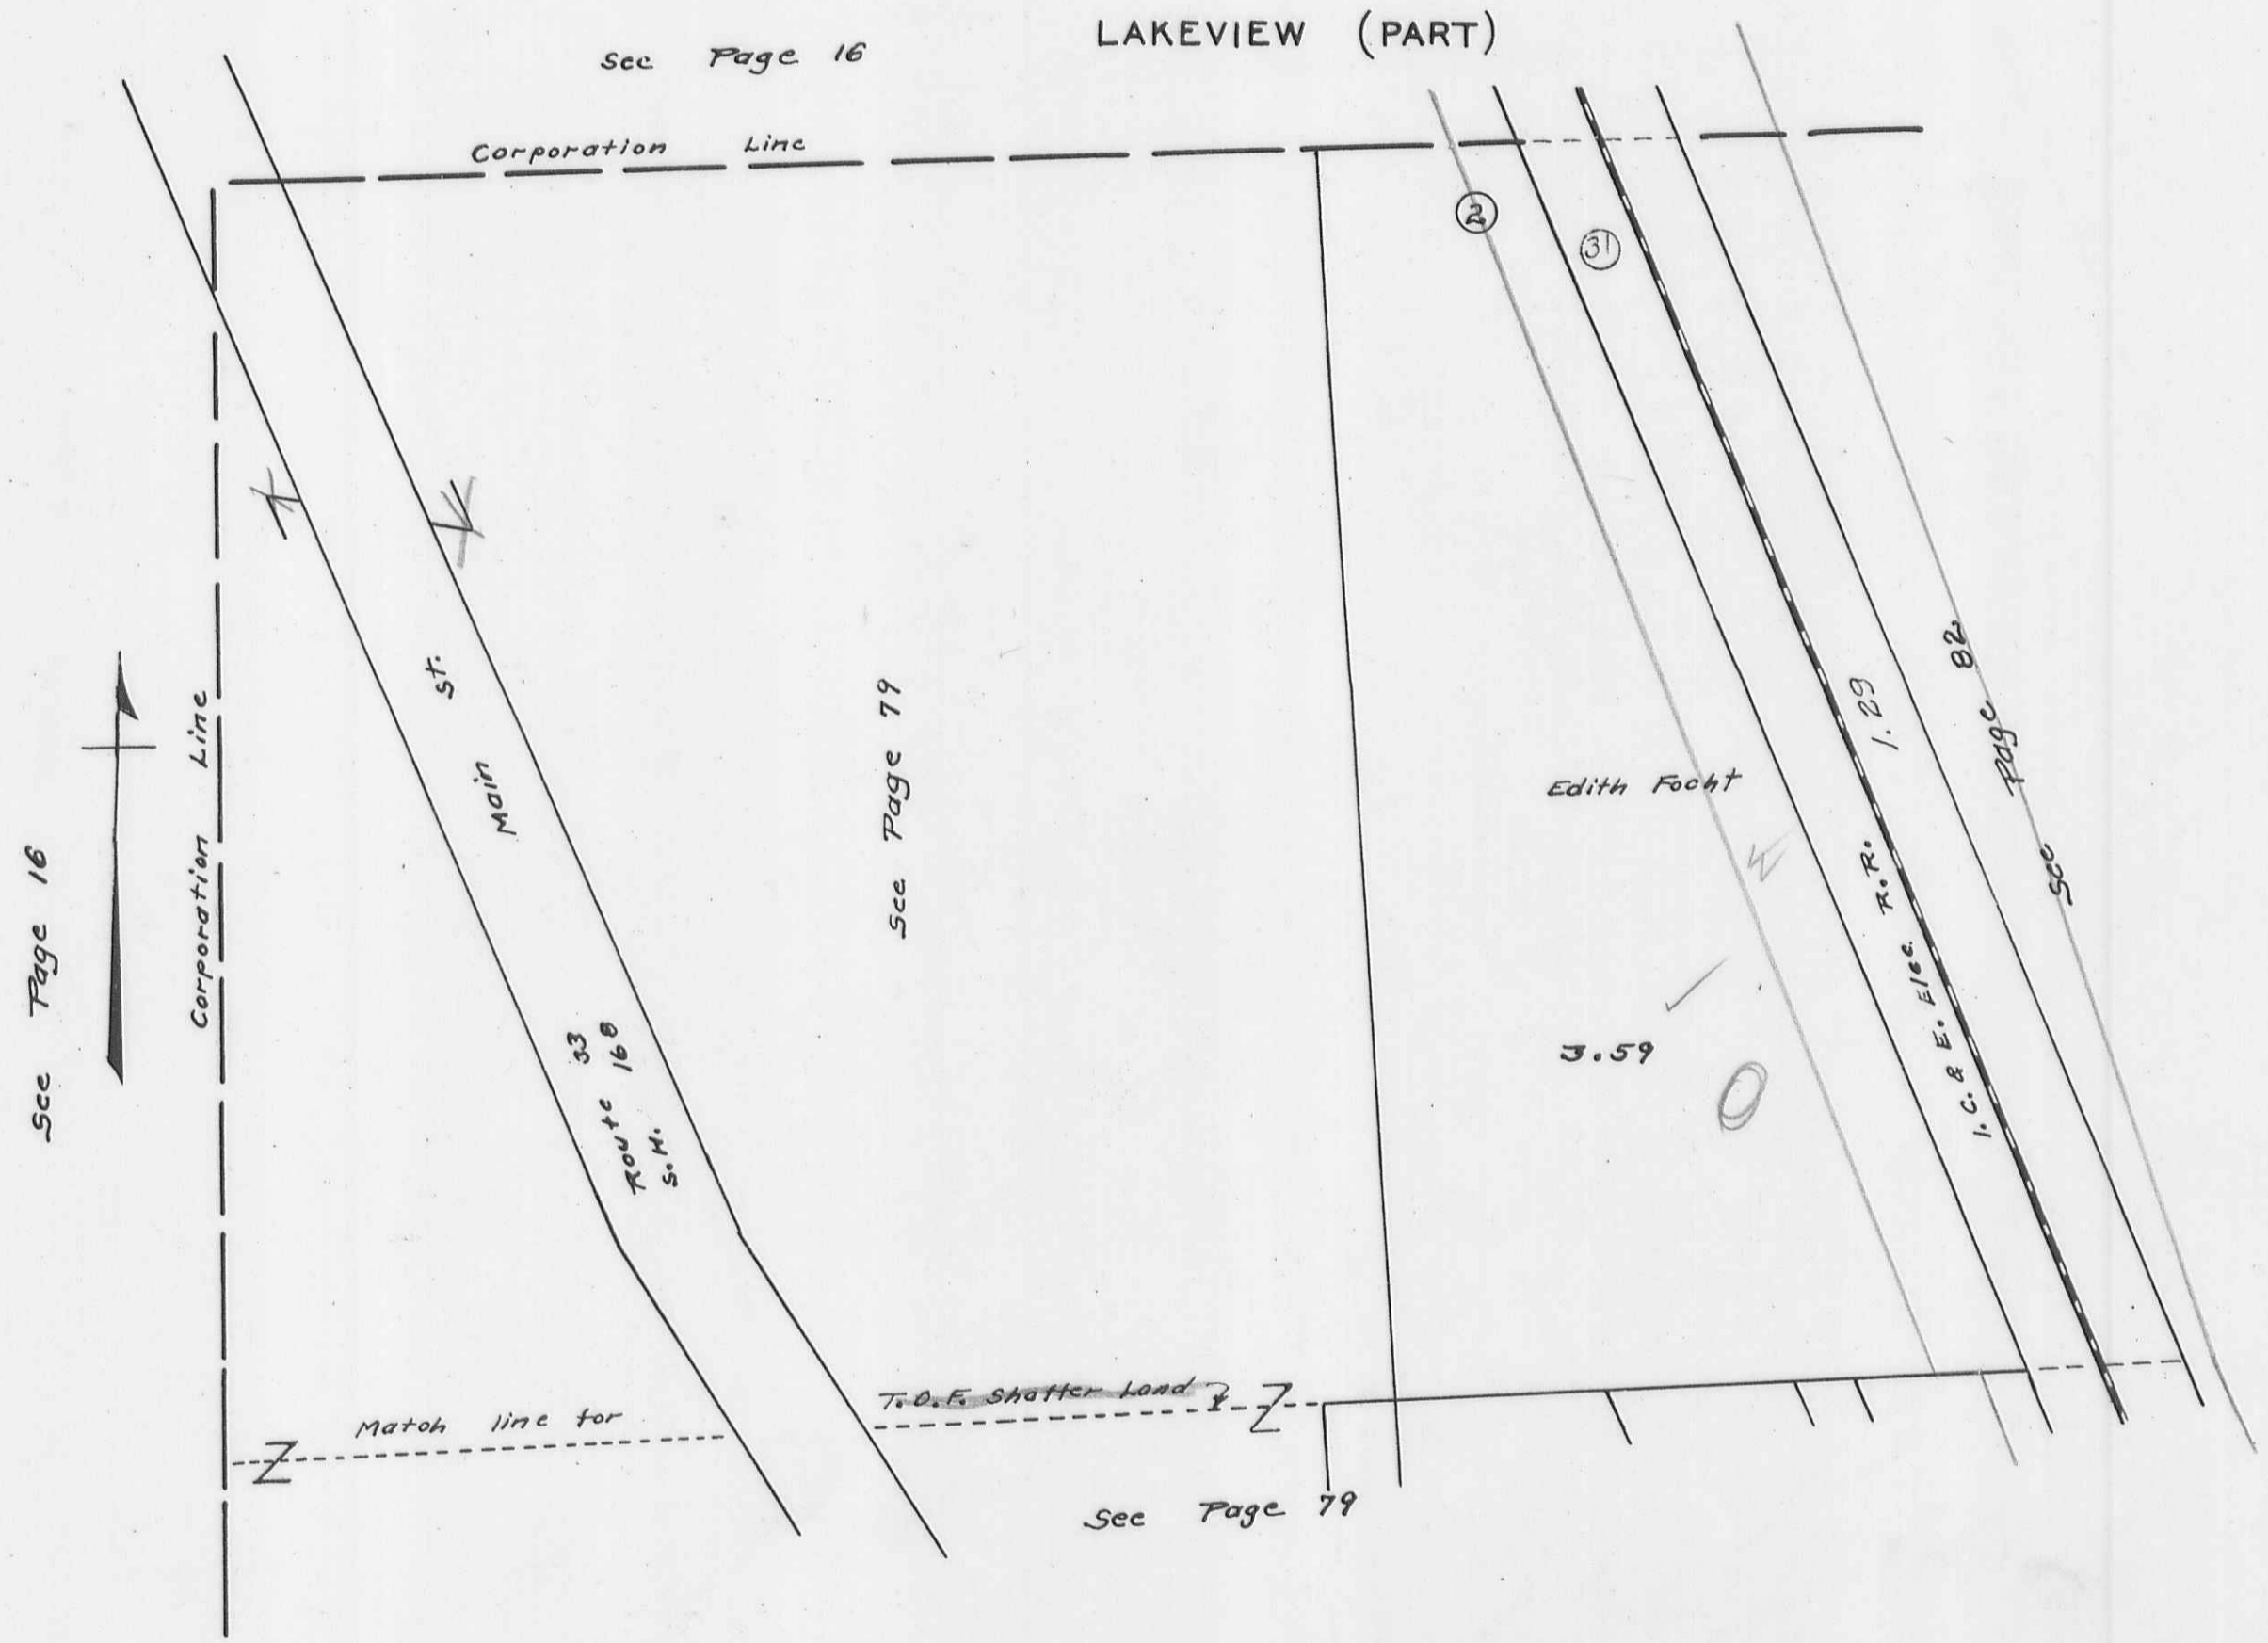 LAKEVIEW (PART)
See Page 16
Corporation Line
2
31
See Page 16
Corporation Line
Main St.
Route 33
S.H. 168
See Page 79
Edith Focht
3.59
1.29
I.C. & E. Elec. R.R.
See Page 82
Match line for
T.O.F. Shatter Land
Z
Z
See Page 79